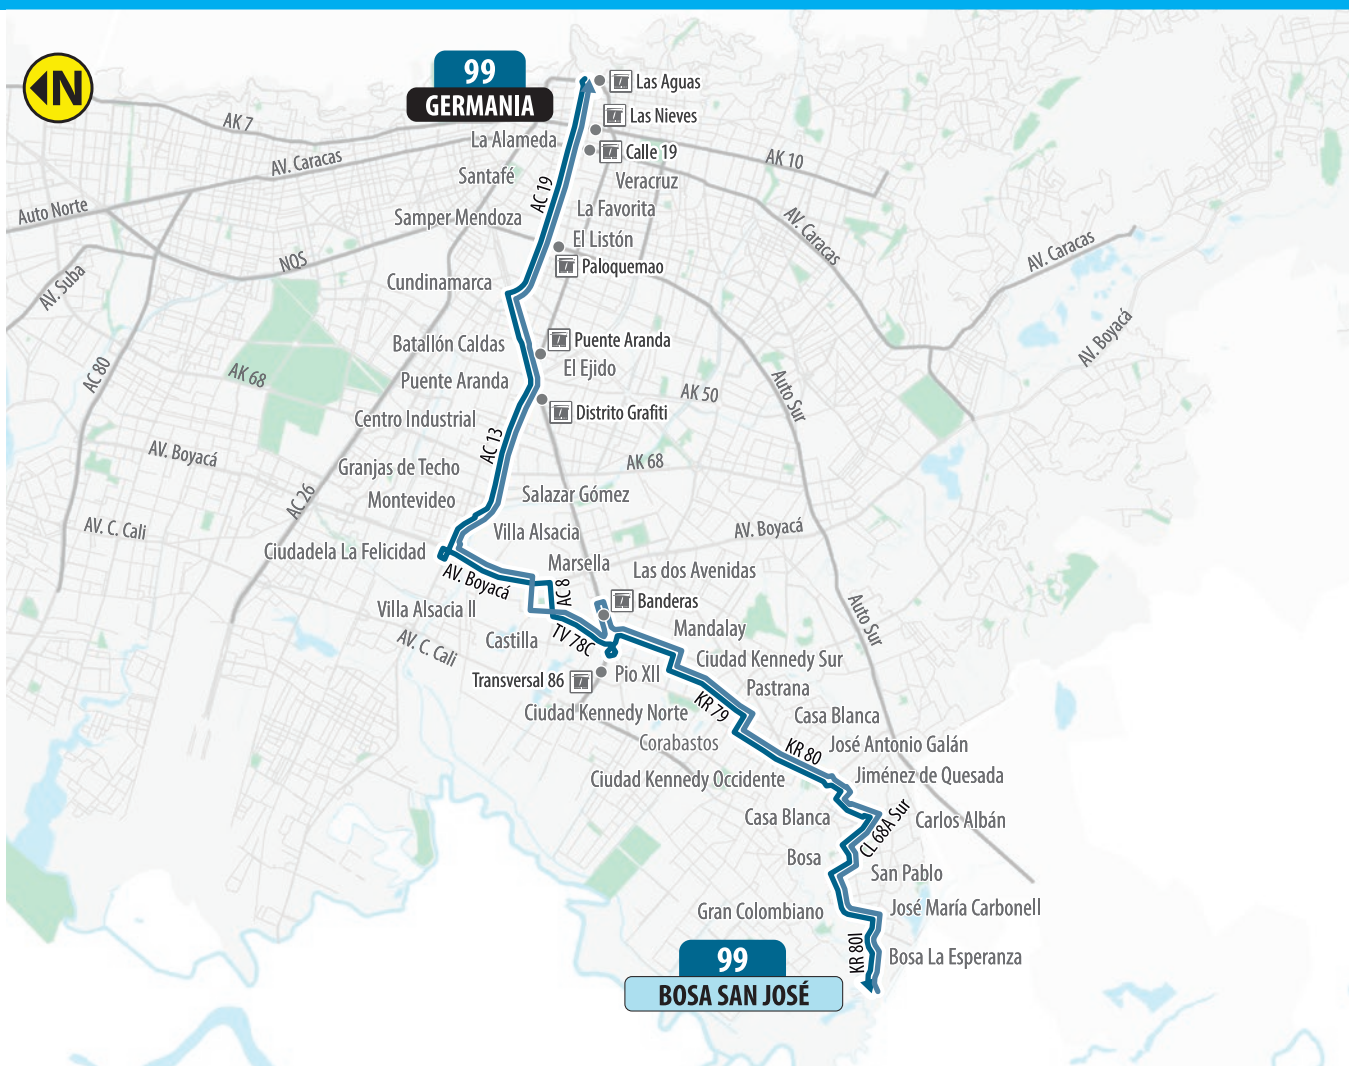 N
99
GERMANIA
Las Aguas
Las Nieves
AK 7
La Alameda
Calle 19
AV. Caracas
AK 10
Santafé
Veracruz
AC 19
Auto Norte
Samper Mendoza
La Favorita
AV. Caracas
El Listón
AV. Caracas
NQS
Paloquemao
AV. Suba
Cundinamarca
AV. Boyacá
Batallón Caldas
Puente Aranda
El Ejido
AC 80
AK 68
Puente Aranda
AK 50
Auto Sur
Distrito Grafiti
Centro Industrial
AC 13
AV. Boyacá
Granjas de Techo
AK 68
Montevideo
Salazar Gómez
AC 26
AV. C. Cali
Villa Alsacia
AV. Boyacá
Ciudadela La Felicidad
Marsella
Las dos Avenidas
AV. Boyacá
AC 8
Villa Alsacia II
Banderas
Auto Sur
Castilla
TV 78C
Mandalay
AV. C. Cali
Ciudad Kennedy Sur
Transversal 86
Pio XII
Pastrana
Ciudad Kennedy Norte
KR 79
Casa Blanca
Corabastos
KR 80
José Antonio Galán
Ciudad Kennedy Occidente
Jiménez de Quesada
Casa Blanca
CL 68A Sur
Carlos Albán
Bosa
San Pablo
Gran Colombiano
José María Carbonell
KR 80I
Bosa La Esperanza
99
BOSA SAN JOSÉ